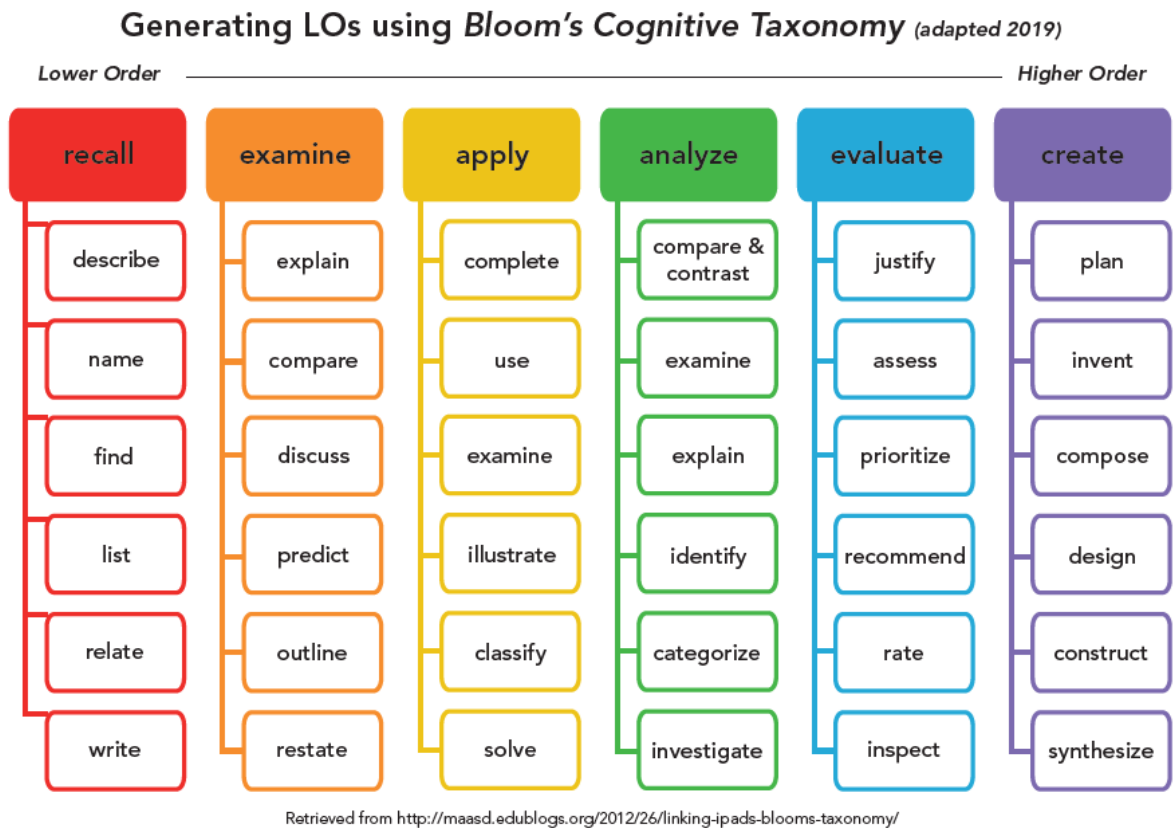 Generating LOs using Bloom's Cognitive Taxonomy (adapted 2019)
Lower Order
Higher Order
recall
describe
name
find
list
relate
write
examine
explain
compare
discuss
predict
outline
restate
apply
complete
use
examine
illustrate
classify
solve
analyze
compare &
contrast
examine
explain
identify
categorize
investigate
evaluate
justify
assess
prioritize
recommend
rate
inspect
create
plan
invent
compose
design
construct
synthesize
Retrieved from http://maasd.edublogs.org/2012/26/linking-ipads-blooms-taxonomy/